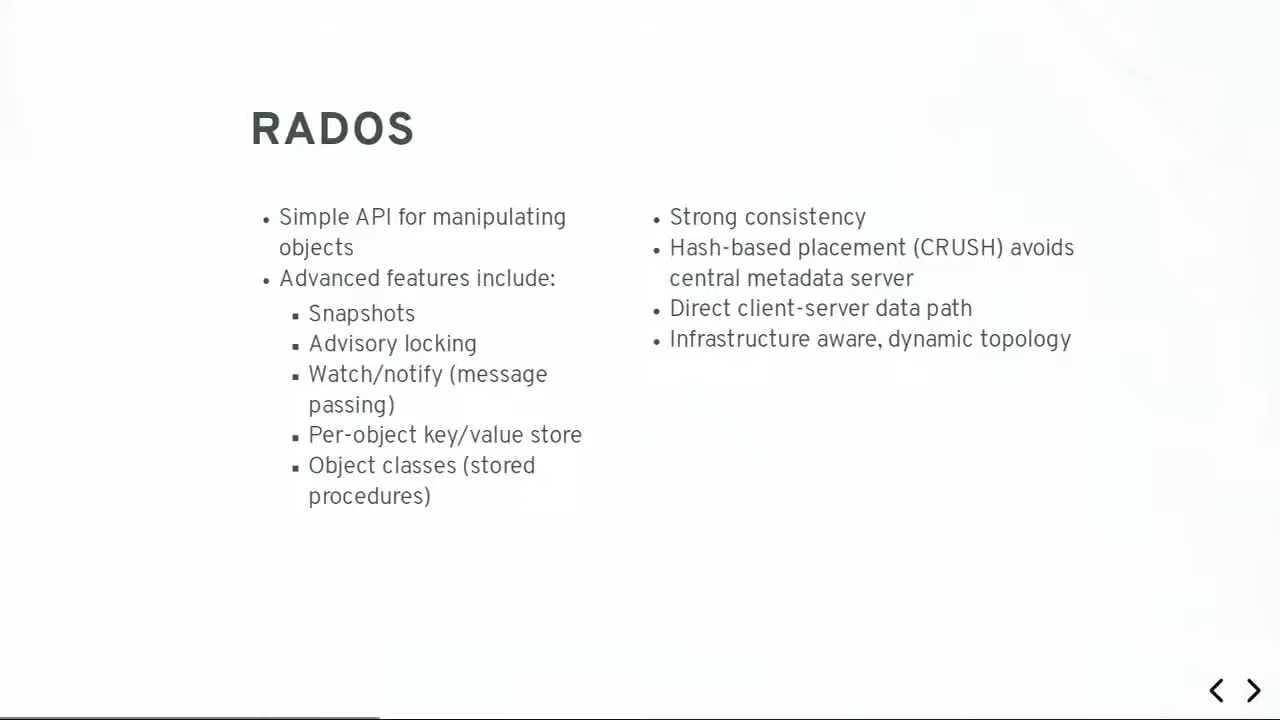 RADOS
• Simple API for manipulating
objects
• Advanced features include:
▪ Snapshots
▪ Advisory locking
▪ Watch/notify (message
passing)
▪ Per-object key/value store
▪ Object classes (stored
procedures)
• Strong consistency
• Hash-based placement (CRUSH) avoids
central metadata server
• Direct client-server data path
• Infrastructure aware, dynamic topology